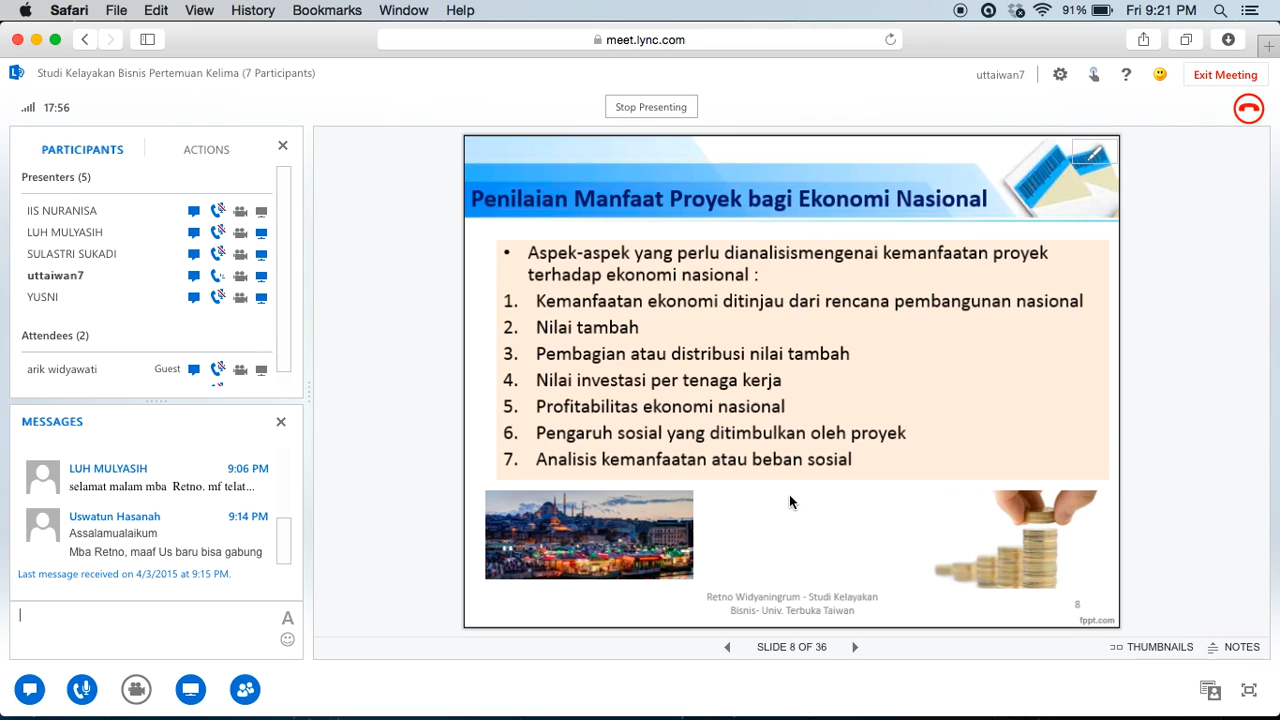 Safari File Edit View History Bookmarks Window Help 91% Fri 9:21 PM
meet.lync.com
Studi Kelayakan Bisnis Pertemuan Kelima (7 Participants)
uttaiwan7
?
Exit Meeting
17:56
Stop Presenting
PARTICIPANTS
ACTIONS
Presenters (5)
IIS NURANISA
LUH MULYASIH
SULASTRI SUKADI
uttaiwan7
YUSNI
Attendees (2)
arik widyawati Guest
MESSAGES
LUH MULYASIH 9:06 PM
selamat malam mba Retno. mf telat...
Uswatun Hasanah 9:14 PM
Assalamualaikum
Mba Retno, maaf Us baru bisa gabung
Last message received on 4/3/2015 at 9:15 PM.
A
Penilaian Manfaat Proyek bagi Ekonomi Nasional
• Aspek-aspek yang perlu dianalisismengenai kemanfaatan proyek
terhadap ekonomi nasional :
1. Kemanfaatan ekonomi ditinjau dari rencana pembangunan nasional
2. Nilai tambah
3. Pembagian atau distribusi nilai tambah
4. Nilai investasi per tenaga kerja
5. Profitabilitas ekonomi nasional
6. Pengaruh sosial yang ditimbulkan oleh proyek
7. Analisis kemanfaatan atau beban sosial
Retno Widyaningrum - Studi Kelayakan
Bisnis- Univ. Terbuka Taiwan
8
fppt.com
SLIDE 8 OF 36
THUMBNAILS
NOTES